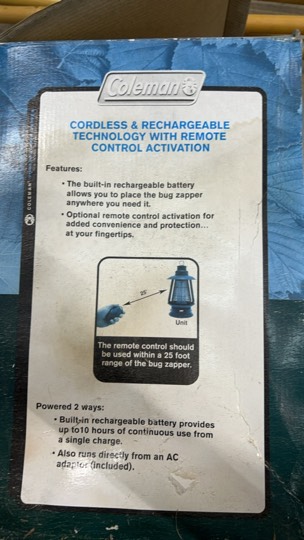 Coleman
CORDLESS & RECHARGEABLE
TECHNOLOGY WITH REMOTE
CONTROL ACTIVATION
Features:
• The built-in rechargeable battery
allows you to place the bug zapper
anywhere you need it.
• Optional remote control activation for
added convenience and protection...
at your fingertips.
25'
Unit
The remote control should
be used within a 25 foot
range of the bug zapper.
Powered 2 ways:
• Built-in rechargeable battery provides
up to10 hours of continuous use from
a single charge.
• Also runs directly from an AC
adaptor (included).
COLEMAN